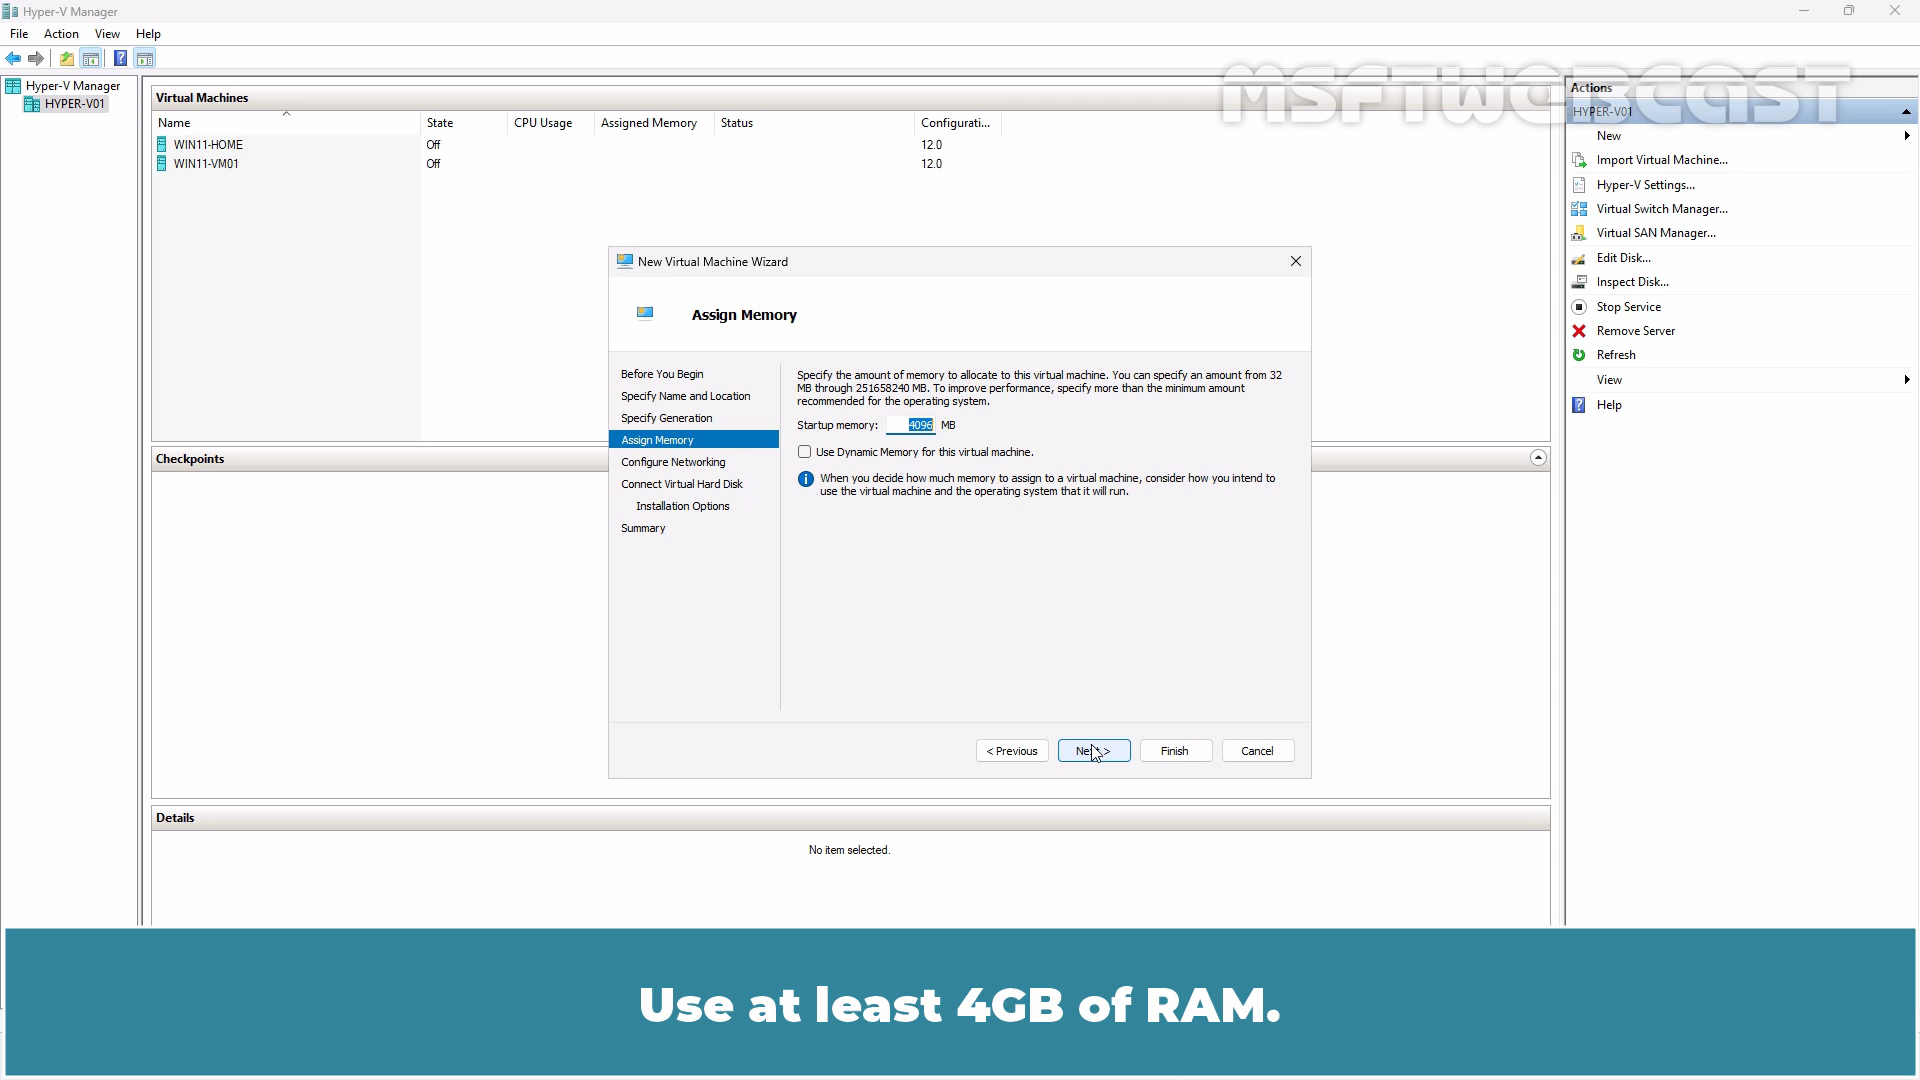 Hyper-V Manager
File Action View Help
Hyper-V Manager
HYPER-V01
Virtual Machines
Name State CPU Usage Assigned Memory Status Configurati...
WIN11-HOME Off 12.0
WIN11-VM01 Off 12.0
New Virtual Machine Wizard
Assign Memory
Before You Begin
Specify Name and Location
Specify Generation
Assign Memory
Configure Networking
Connect Virtual Hard Disk
Installation Options
Summary
Specify the amount of memory to allocate to this virtual machine. You can specify an amount from 32
MB through 251658240 MB. To improve performance, specify more than the minimum amount
recommended for the operating system.
Startup memory: 4096 MB
Use Dynamic Memory for this virtual machine.
When you decide how much memory to assign to a virtual machine, consider how you intend to
use the virtual machine and the operating system that it will run.
< Previous Next > Finish Cancel
Checkpoints
Details
No item selected.
MSFTWEBCAST
Actions
HYPER-V01
New
Import Virtual Machine...
Hyper-V Settings...
Virtual Switch Manager...
Virtual SAN Manager...
Edit Disk...
Inspect Disk...
Stop Service
Remove Server
Refresh
View
Help
Use at least 4GB of RAM.